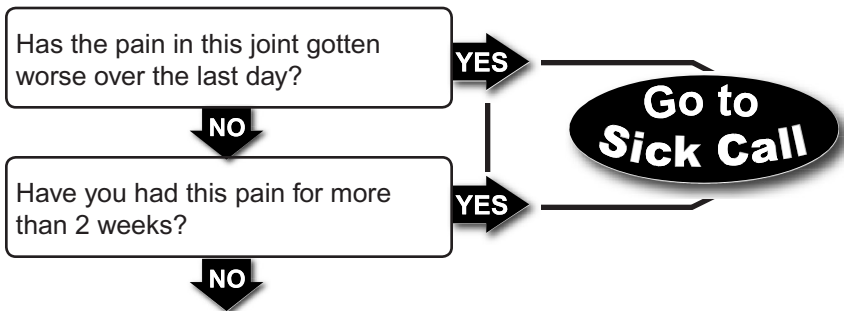 Has the pain in this joint gotten
worse over the last day?
YES
Go to
Sick Call
NO
Have you had this pain for more
than 2 weeks?
YES
NO